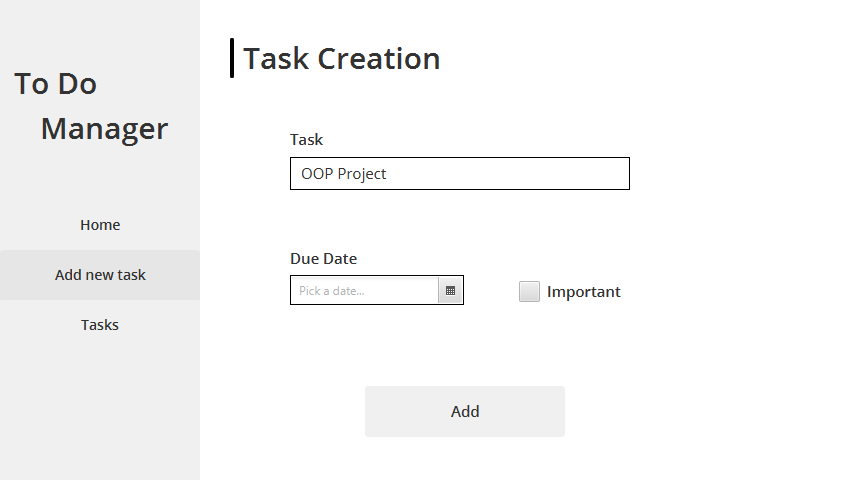 To Do
Manager
Home
Add new task
Tasks
Task Creation
Task
OOP Project
Due Date
Pick a date...
Important
Add